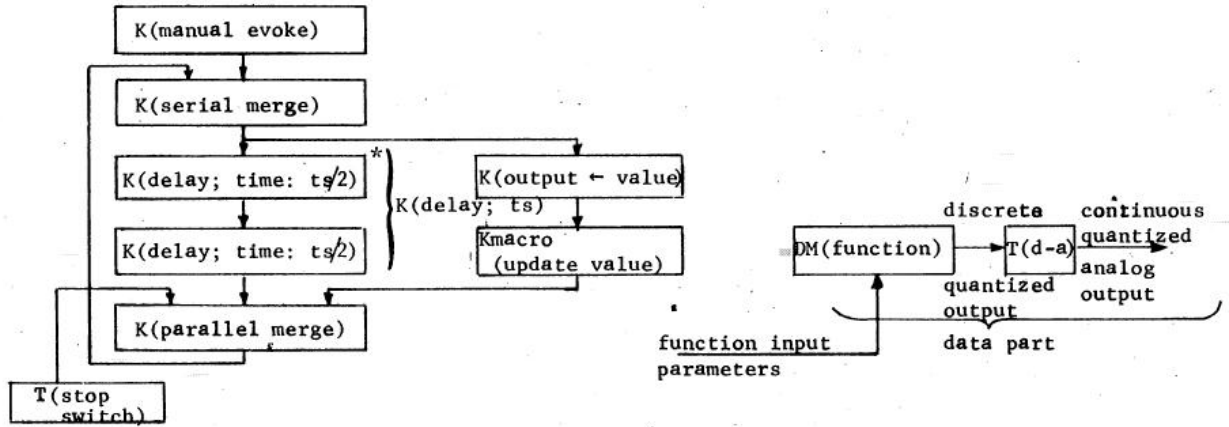 K(manual evoke)
K(serial merge)
K(delay; time: ts/2)
*
K(delay; time: ts/2)
K(delay; ts)
K(output ← value)
Kmacro
(update value)
K(parallel merge)
T(stop
switch)
DM(function)
discrete
quantized
output
T(d-a)
continuous
quantized
analog
output
function input
parameters
data part